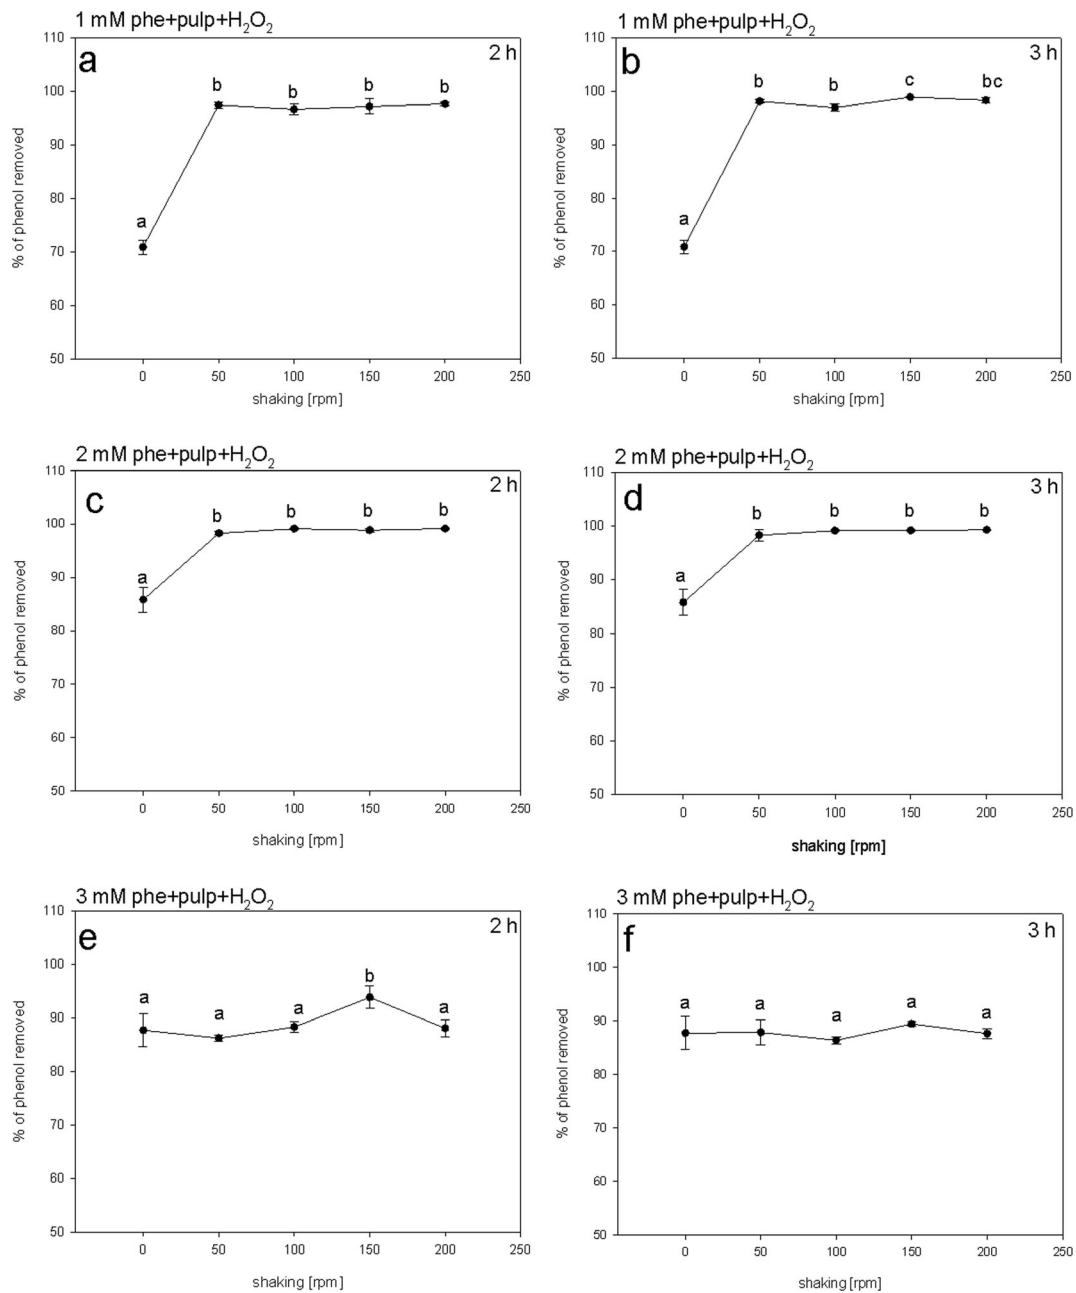 1 mM phe+pulp+H₂O₂
a
2 h
110
100
90
80
70
60
50
% of phenol removed
a
b
b
b
b
0 50 100 150 200 250
shaking [rpm]
1 mM phe+pulp+H₂O₂
b
3 h
110
100
90
80
70
60
50
% of phenol removed
a
b
b
c
bc
0 50 100 150 200 250
shaking [rpm]
2 mM phe+pulp+H₂O₂
c
2 h
110
100
90
80
70
60
50
% of phenol removed
a
b
b
b
b
0 50 100 150 200 250
shaking [rpm]
2 mM phe+pulp+H₂O₂
d
3 h
110
100
90
80
70
60
50
% of phenol removed
a
b
b
b
b
0 50 100 150 200 250
shaking [rpm]
3 mM phe+pulp+H₂O₂
e
2 h
110
100
90
80
70
60
50
% of phenol removed
a
a
a
b
a
0 50 100 150 200 250
shaking [rpm]
3 mM phe+pulp+H₂O₂
f
3 h
110
100
90
80
70
60
50
% of phenol removed
a
a
a
a
a
0 50 100 150 200 250
shaking [rpm]